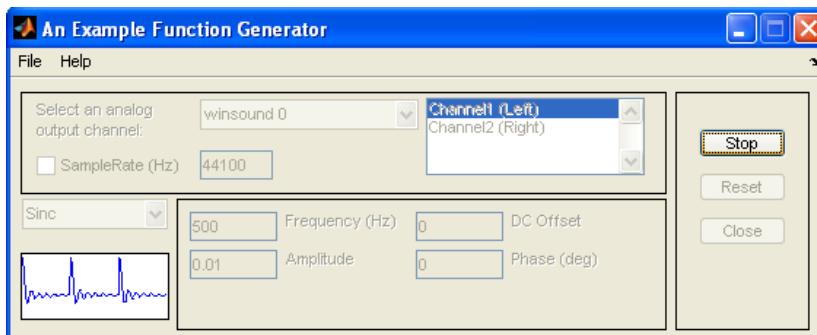 An Example Function Generator
File Help
Select an analog
output channel:
winsound 0
Channel1 (Left)
Channel2 (Right)
SampleRate (Hz)
44100
Stop
Reset
Close
Sinc
500
Frequency (Hz)
0
DC Offset
0.01
Amplitude
0
Phase (deg)